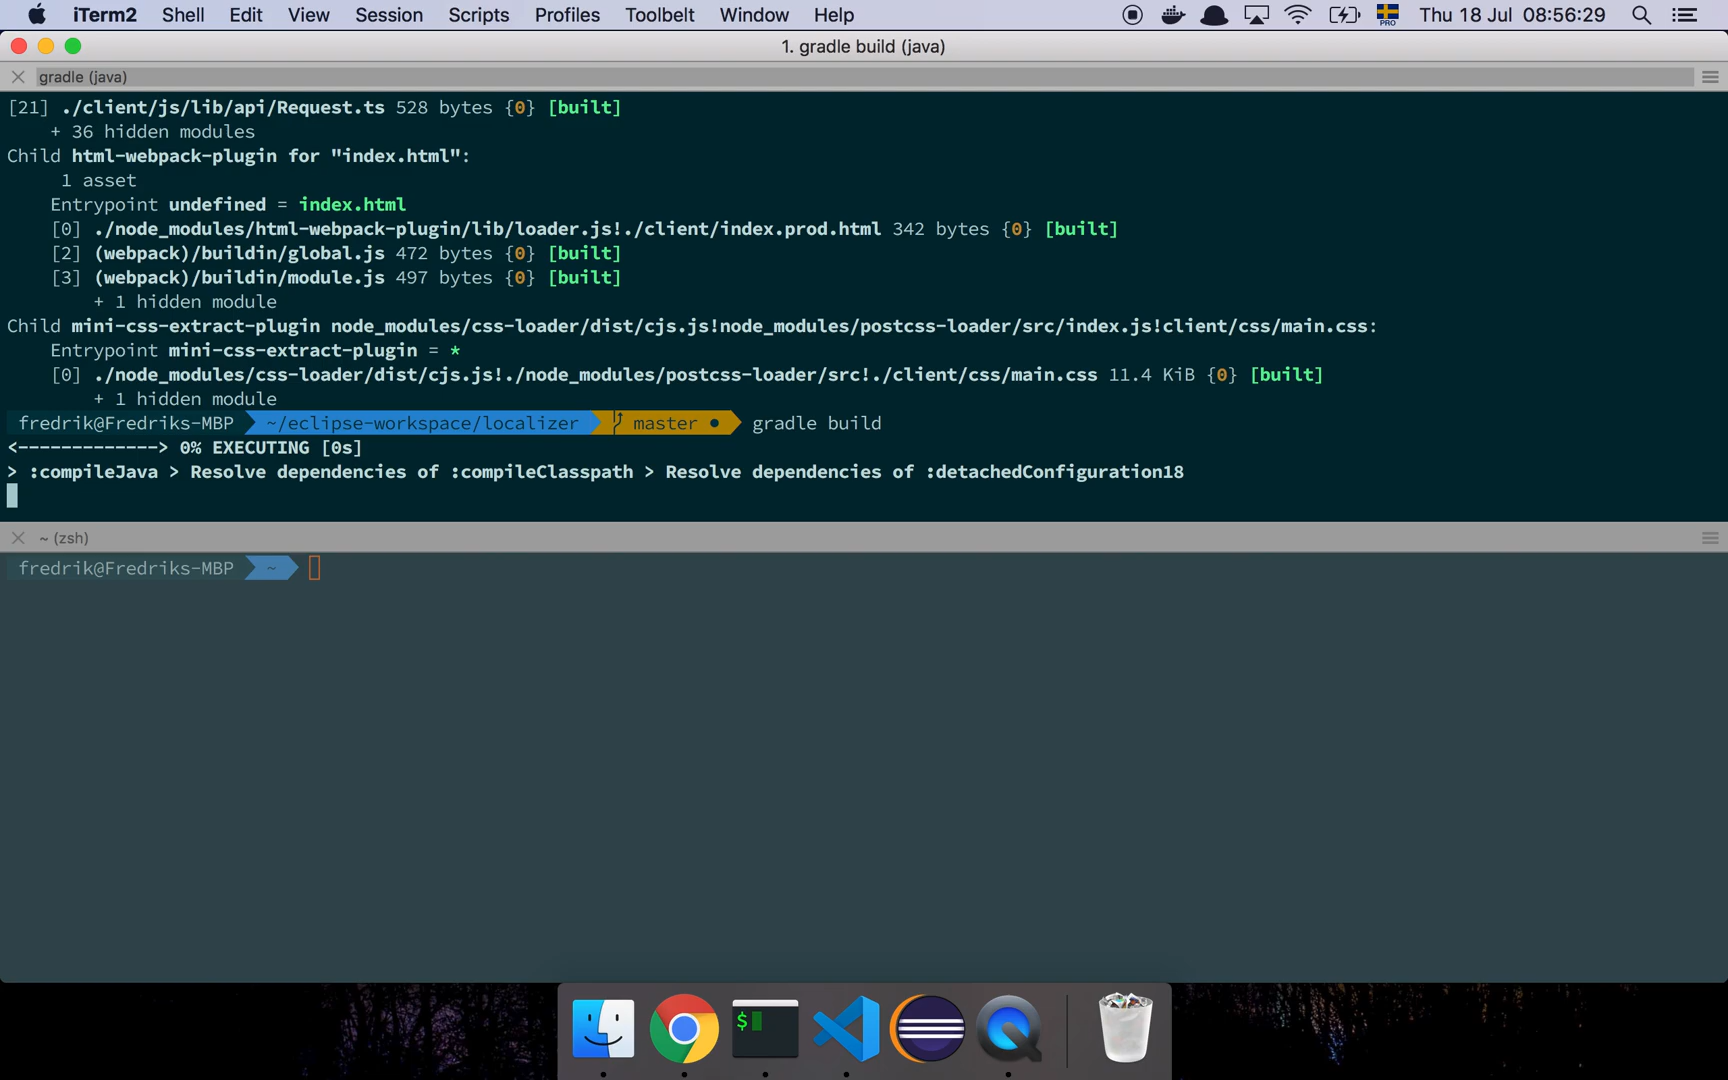 iTerm2 Shell Edit View Session Scripts Profiles Toolbelt Window Help PRO Thu 18 Jul 08:56:29
1. gradle build (java)
gradle (java)
[21] ./client/js/lib/api/Request.ts 528 bytes {0} [built]
+ 36 hidden modules
Child html-webpack-plugin for "index.html":
1 asset
Entrypoint undefined = index.html
[0] ./node_modules/html-webpack-plugin/lib/loader.js!./client/index.prod.html 342 bytes {0} [built]
[2] (webpack)/buildin/global.js 472 bytes {0} [built]
[3] (webpack)/buildin/module.js 497 bytes {0} [built]
+ 1 hidden module
Child mini-css-extract-plugin node_modules/css-loader/dist/cjs.js!node_modules/postcss-loader/src/index.js!client/css/main.css:
Entrypoint mini-css-extract-plugin = *
[0] ./node_modules/css-loader/dist/cjs.js!./node_modules/postcss-loader/src!./client/css/main.css 11.4 KiB {0} [built]
+ 1 hidden module
fredrik@Fredriks-MBP ~/eclipse-workspace/localizer master ● gradle build
<-------------> 0% EXECUTING [0s]
> :compileJava > Resolve dependencies of :compileClasspath > Resolve dependencies of :detachedConfiguration18
~ (zsh)
fredrik@Fredriks-MBP ~
$